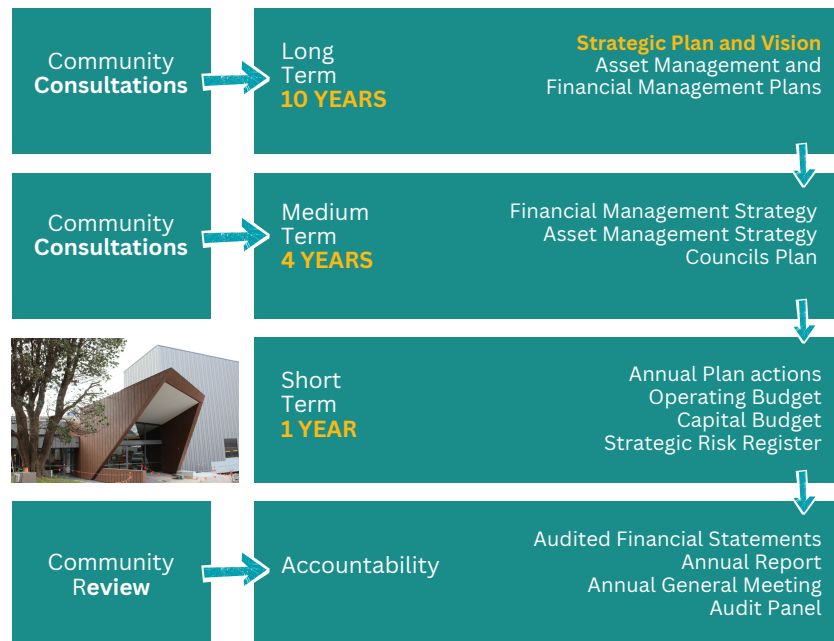 Community
Consultations
Long
Term
10 YEARS
Strategic Plan and Vision
Asset Management and
Financial Management Plans
Community
Consultations
Medium
Term
4 YEARS
Financial Management Strategy
Asset Management Strategy
Councils Plan
Short
Term
1 YEAR
Annual Plan actions
Operating Budget
Capital Budget
Strategic Risk Register
Community
Review
Accountability
Audited Financial Statements
Annual Report
Annual General Meeting
Audit Panel